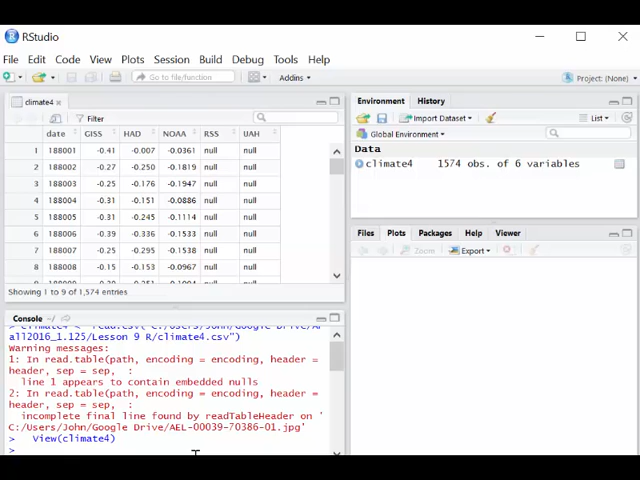 RStudio
File Edit Code View Plots Session Build Debug Tools Help
Go to file/function Addins Project: (None)
climate4
Filter
date GISS HAD NOAA RSS UAH
1 188001 -0.41 -0.007 -0.0361 null null
2 188002 -0.27 -0.250 -0.1819 null null
3 188003 -0.25 -0.176 -0.1947 null null
4 188004 -0.31 -0.151 -0.0886 null null
5 188005 -0.31 -0.245 -0.1114 null null
6 188006 -0.39 -0.336 -0.1533 null null
7 188007 -0.25 -0.295 -0.1538 null null
8 188008 -0.15 -0.153 -0.0967 null null
Showing 1 to 9 of 1,574 entries
Console ~/
all2016_1.125/Lesson 9 R/climate4.csv")
Warning messages:
1: In read.table(path, encoding = encoding, header =
header, sep = sep, :
line 1 appears to contain embedded nulls
2: In read.table(path, encoding = encoding, header =
header, sep = sep, :
incomplete final line found by readTableHeader on '
C:/Users/John/Google Drive/AEL-00039-70386-01.jpg'
> View(climate4)
>
Environment History
Import Dataset List
Global Environment
Data
climate4 1574 obs. of 6 variables
Files Plots Packages Help Viewer
Zoom Export